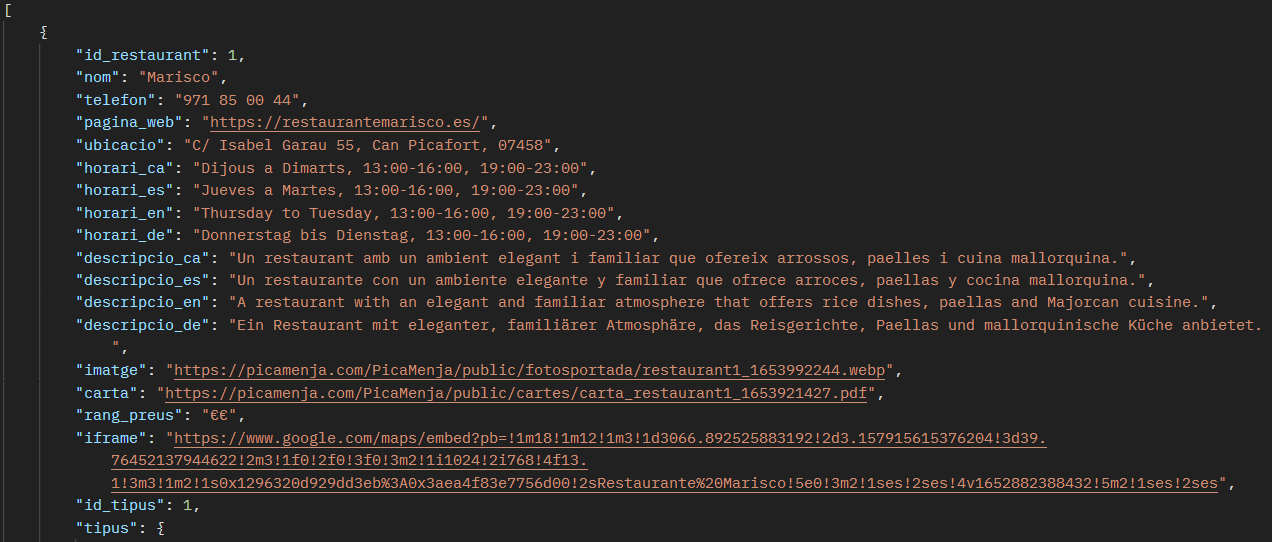 [
{
"id_restaurant": 1,
"nom": "Marisco",
"telefon": "971 85 00 44",
"pagina_web": "https://restaurantemarisco.es/",
"ubicacio": "C/ Isabel Garau 55, Can Picafort, 07458",
"horari_ca": "Dijous a Dimarts, 13:00-16:00, 19:00-23:00",
"horari_es": "Jueves a Martes, 13:00-16:00, 19:00-23:00",
"horari_en": "Thursday to Tuesday, 13:00-16:00, 19:00-23:00",
"horari_de": "Donnerstag bis Dienstag, 13:00-16:00, 19:00-23:00",
"descripcio_ca": "Un restaurant amb un ambient elegant i familiar que ofereix arrossos, paelles i cuina mallorquina.",
"descripcio_es": "Un restaurante con un ambiente elegante y familiar que ofrece arroces, paellas y cocina mallorquina.",
"descripcio_en": "A restaurant with an elegant and familiar atmosphere that offers rice dishes, paellas and Majorcan cuisine.",
"descripcio_de": "Ein Restaurant mit eleganter, familiärer Atmosphäre, das Reisgerichte, Paellas und mallorquinische Küche anbietet.
",
"imatge": "https://picamenja.com/PicaMenja/public/fotosportada/restaurant1_1653992244.webp",
"carta": "https://picamenja.com/PicaMenja/public/cartes/carta_restaurant1_1653921427.pdf",
"rang_preus": "€€",
"iframe": "https://www.google.com/maps/embed?pb=!1m18!1m12!1m3!1d3066.892525883192!2d3.157915615376204!3d39.
76452137944622!2m3!1f0!2f0!3f0!3m2!1i1024!2i768!4f13.
1!3m3!1m2!1s0x1296320d929dd3eb%3A0x3aea4f83e7756d00!2sRestaurante%20Marisco!5e0!3m2!1ses!2ses!4v1652882388432!5m2!1ses!2ses",
"id_tipus": 1,
"tipus": {